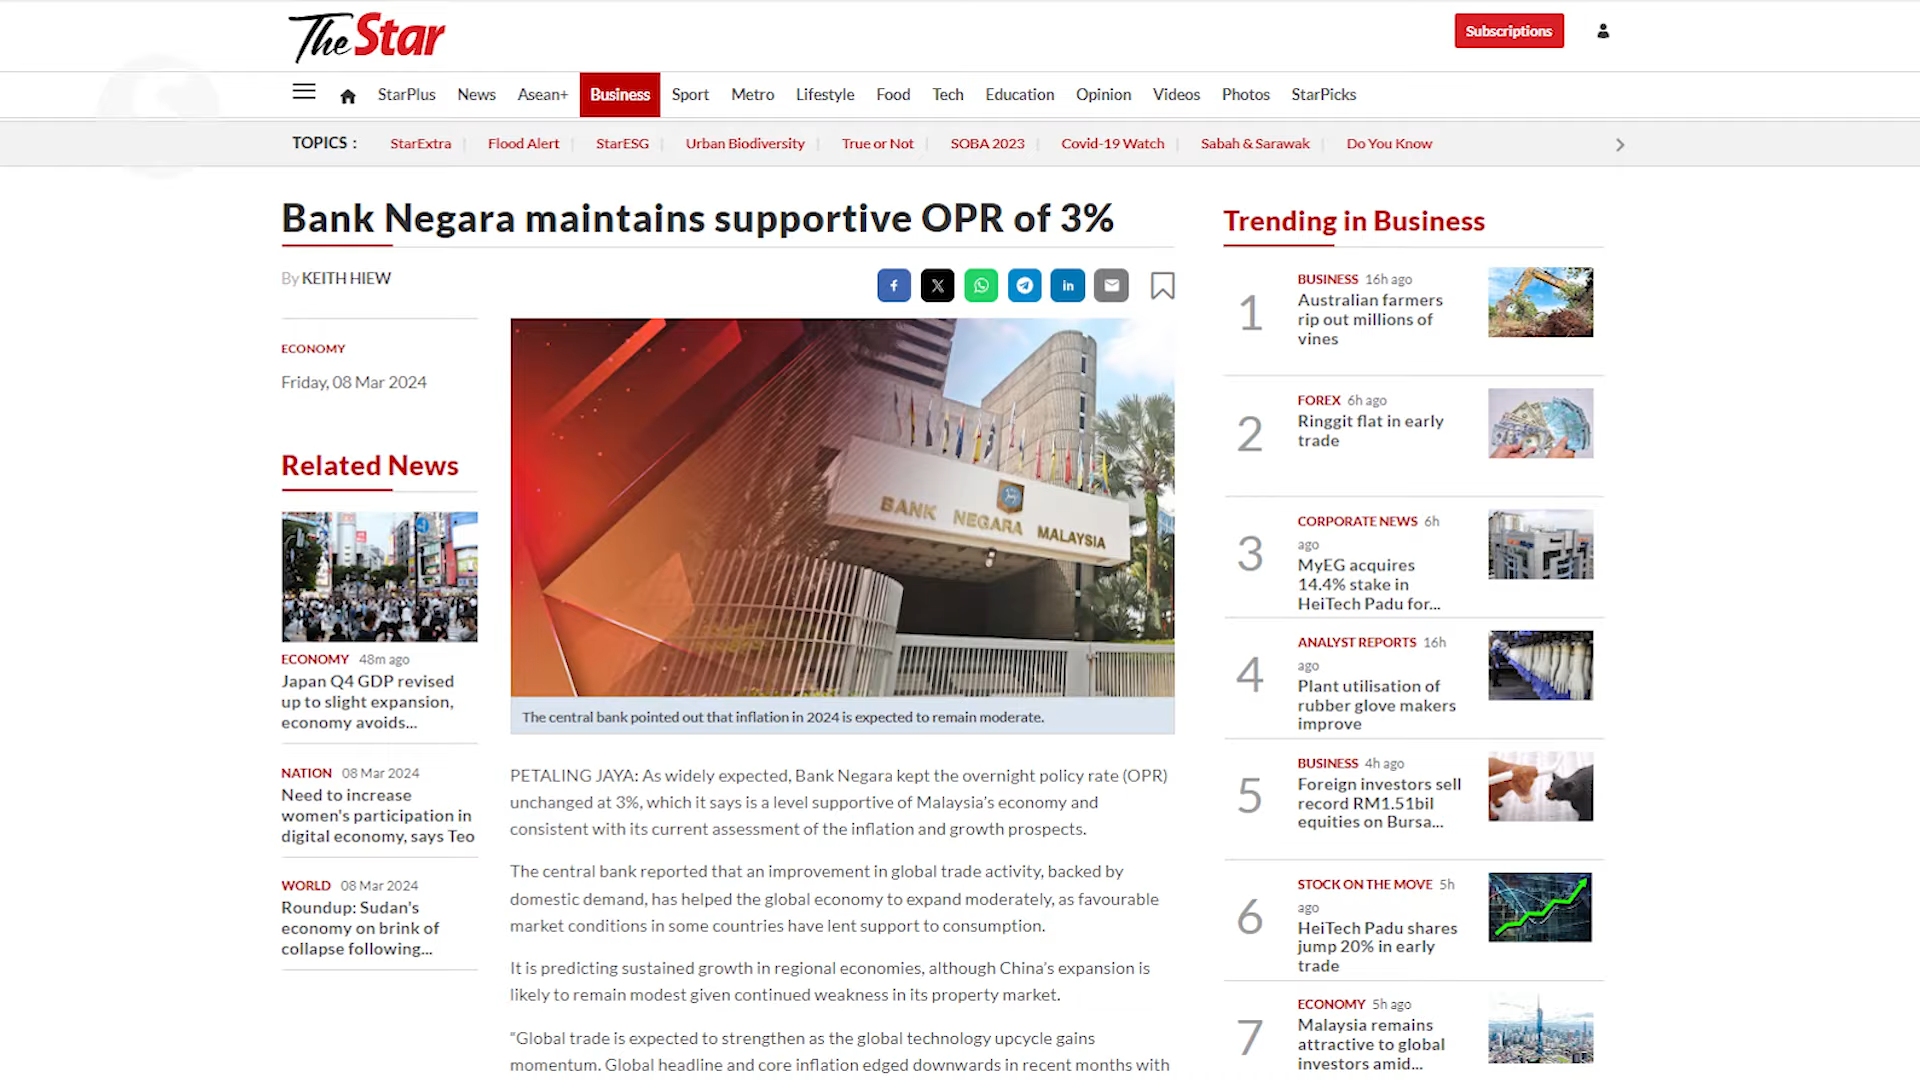 The Star
Subscriptions
StarPlus News Asean+ Business Sport Metro Lifestyle Food Tech Education Opinion Videos Photos StarPicks
TOPICS : StarExtra Flood Alert StarESG Urban Biodiversity True or Not SOBA 2023 Covid-19 Watch Sabah & Sarawak Do You Know
Bank Negara maintains supportive OPR of 3%
By KEITH HIEW
ECONOMY
Friday, 08 Mar 2024
Related News
ECONOMY 48m ago
Japan Q4 GDP revised
up to slight expansion,
economy avoids...
NATION 08 Mar 2024
Need to increase
women's participation in
digital economy, says Teo
WORLD 08 Mar 2024
Roundup: Sudan's
economy on brink of
collapse following...
BANK NEGARA MALAYSIA
The central bank pointed out that inflation in 2024 is expected to remain moderate.
PETALING JAYA: As widely expected, Bank Negara kept the overnight policy rate (OPR)
unchanged at 3%, which it says is a level supportive of Malaysia's economy and
consistent with its current assessment of the inflation and growth prospects.
The central bank reported that an improvement in global trade activity, backed by
domestic demand, has helped the global economy to expand moderately, as favourable
market conditions in some countries have lent support to consumption.
It is predicting sustained growth in regional economies, although China's expansion is
likely to remain modest given continued weakness in its property market.
"Global trade is expected to strengthen as the global technology upcycle gains
momentum. Global headline and core inflation edged downwards in recent months with
Trending in Business
1
BUSINESS 16h ago
Australian farmers
rip out millions of
vines
2
FOREX 6h ago
Ringgit flat in early
trade
3
CORPORATE NEWS 6h
ago
MyEG acquires
14.4% stake in
HeiTech Padu for...
4
ANALYST REPORTS 16h
ago
Plant utilisation of
rubber glove makers
improve
5
BUSINESS 4h ago
Foreign investors sell
record RM1.51bil
equities on Bursa...
6
STOCK ON THE MOVE 5h
ago
HeiTech Padu shares
jump 20% in early
trade
7
ECONOMY 5h ago
Malaysia remains
attractive to global
investors amid...